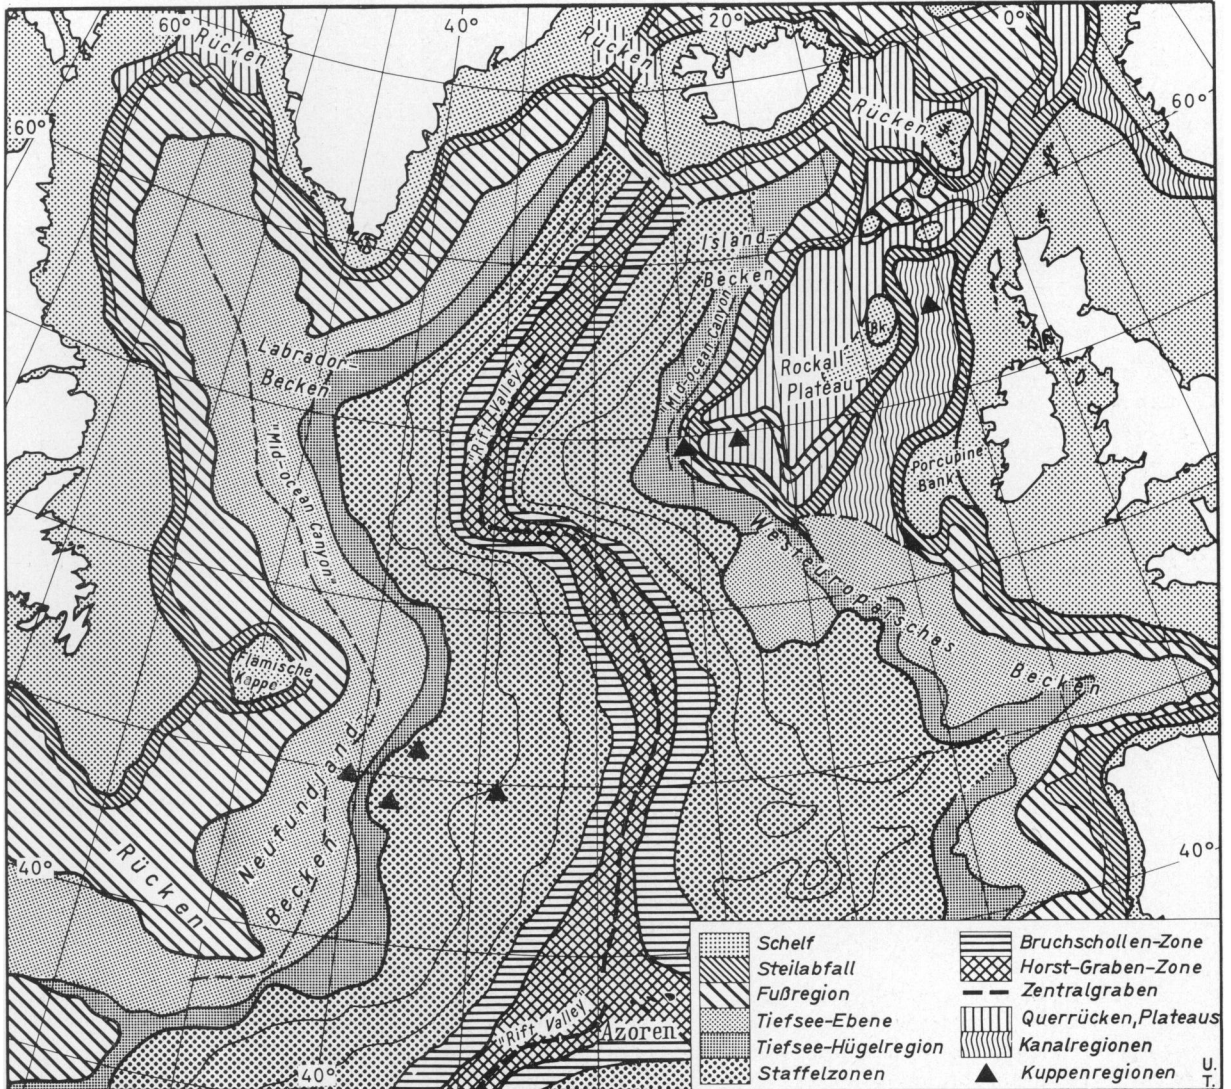 60°
Rücken
40°
Rücken
20°
0°
60°
60°
Rücken
Island-
Becken
"Mid-ocean canyon"
Bk.
Rockall-
Plateau
Labrador-
Becken
"Rift Valley"
"Mid-ocean canyon"
Porcupine
Bank
Westeuropäisches
Becken
Flämische
Kappe
Neufundland-
Becken
Rücken
40°
40°
"Rift Valley"
Azoren
40°
Schelf
Steilabfall
Fußregion
Tiefsee-Ebene
Tiefsee-Hügelregion
Staffelzonen
Bruchschollen-Zone
Horst-Graben-Zone
Zentralgraben
Querrücken, Plateaus
Kanalregionen
Kuppenregionen
U.
T